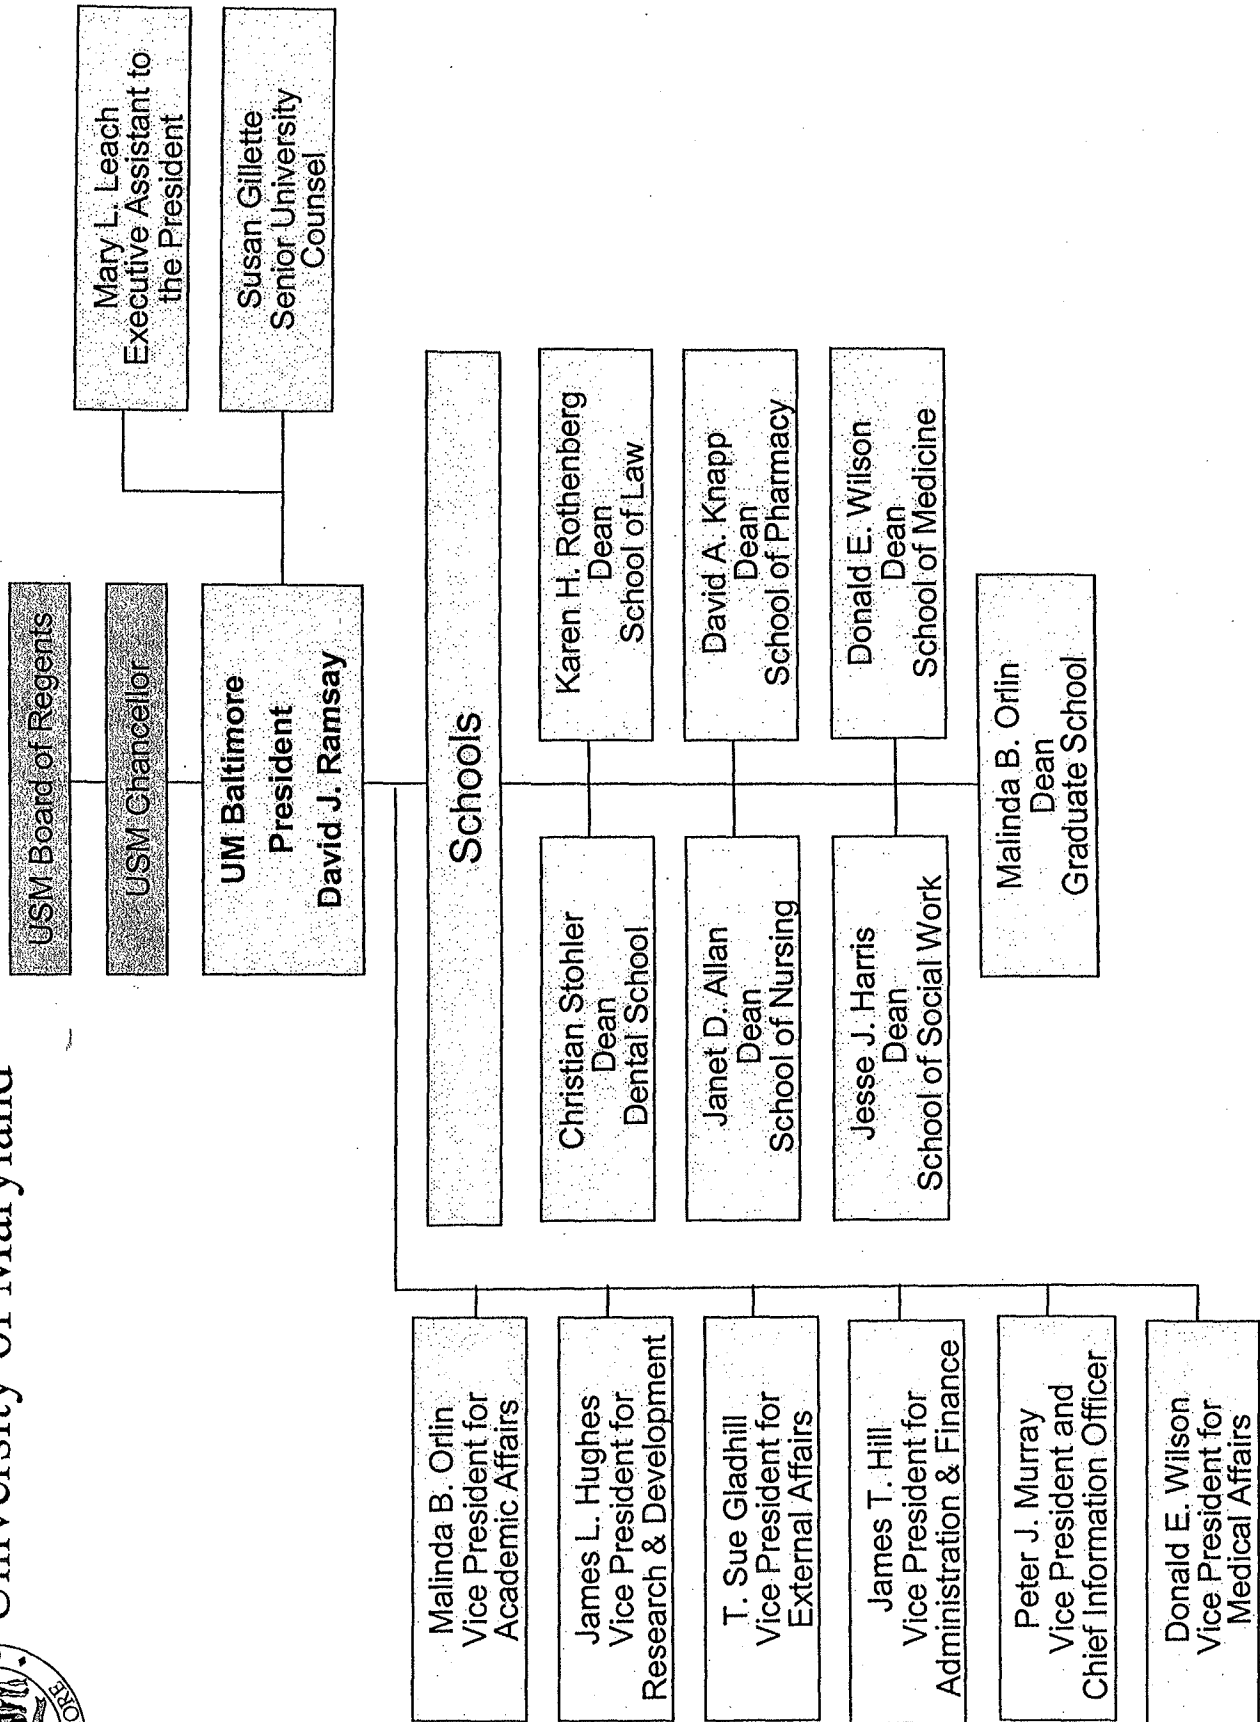 University of Maryland
ORE
USM Board of Regents
USM Chancellor
UM Baltimore
President
David J. Ramsay
Mary L. Leach
Executive Assistant to
the President
Susan Gillette
Senior University
Counsel
Schools
Christian Stohler
Dean
Dental School
Karen H. Rothenberg
Dean
School of Law
Janet D. Allan
Dean
School of Nursing
David A. Knapp
Dean
School of Pharmacy
Jesse J. Harris
Dean
School of Social Work
Donald E. Wilson
Dean
School of Medicine
Malinda B. Orlin
Dean
Graduate School
Malinda B. Orlin
Vice President for
Academic Affairs
James L. Hughes
Vice President for
Research & Development
T. Sue Gladhill
Vice President for
External Affairs
James T. Hill
Vice President for
Administration & Finance
Peter J. Murray
Vice President and
Chief Information Officer
Donald E. Wilson
Vice President for
Medical Affairs